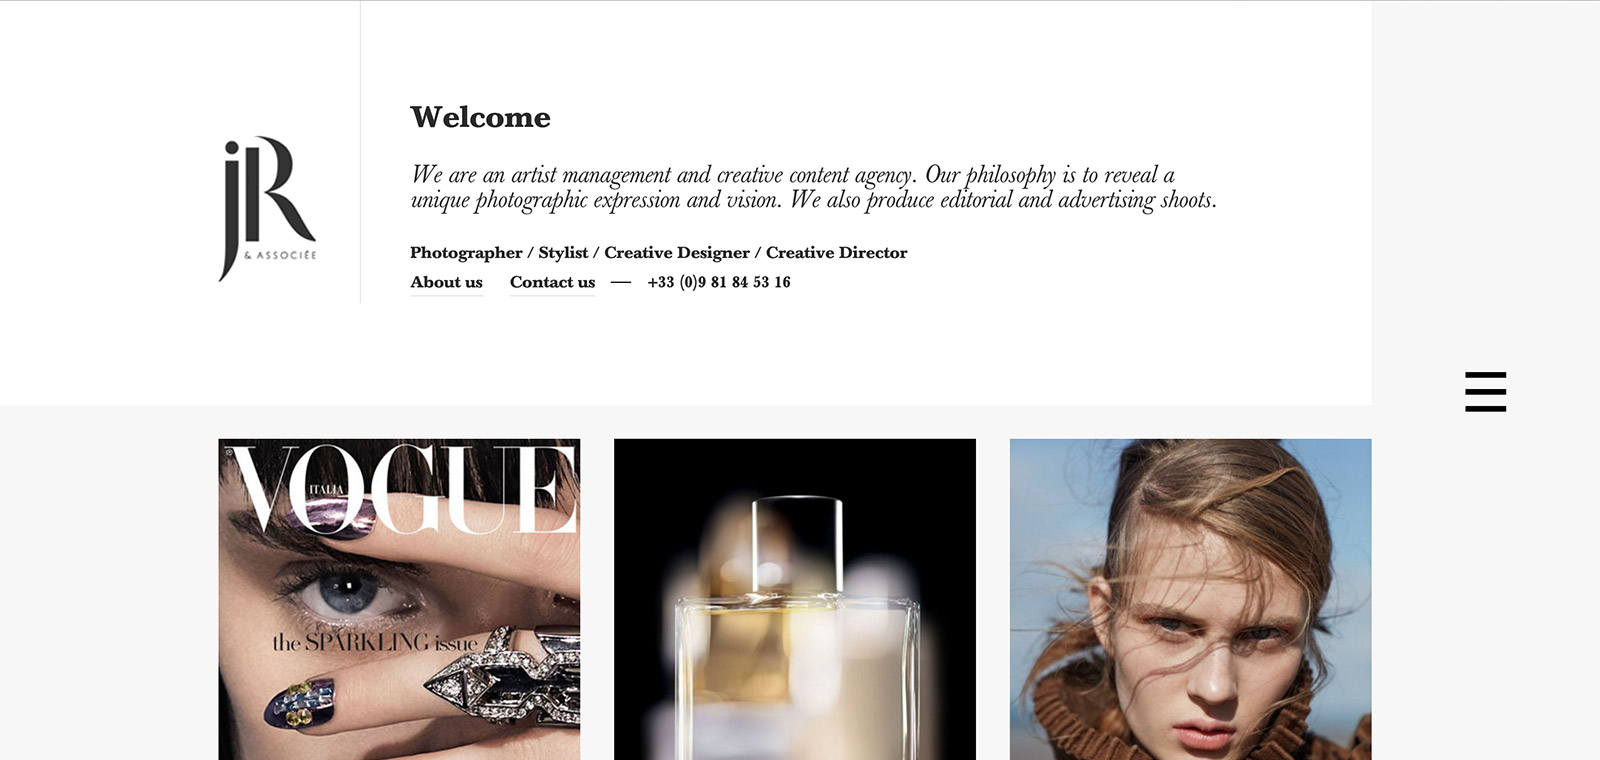 Welcome
jR
& ASSOCIÉE
We are an artist management and creative content agency. Our philosophy is to reveal a
unique photographic expression and vision. We also produce editorial and advertising shoots.
Photographer / Stylist / Creative Designer / Creative Director
About us Contact us — +33 (0)9 81 84 53 16
VOGUE
ITALIA
the SPARKLING issue